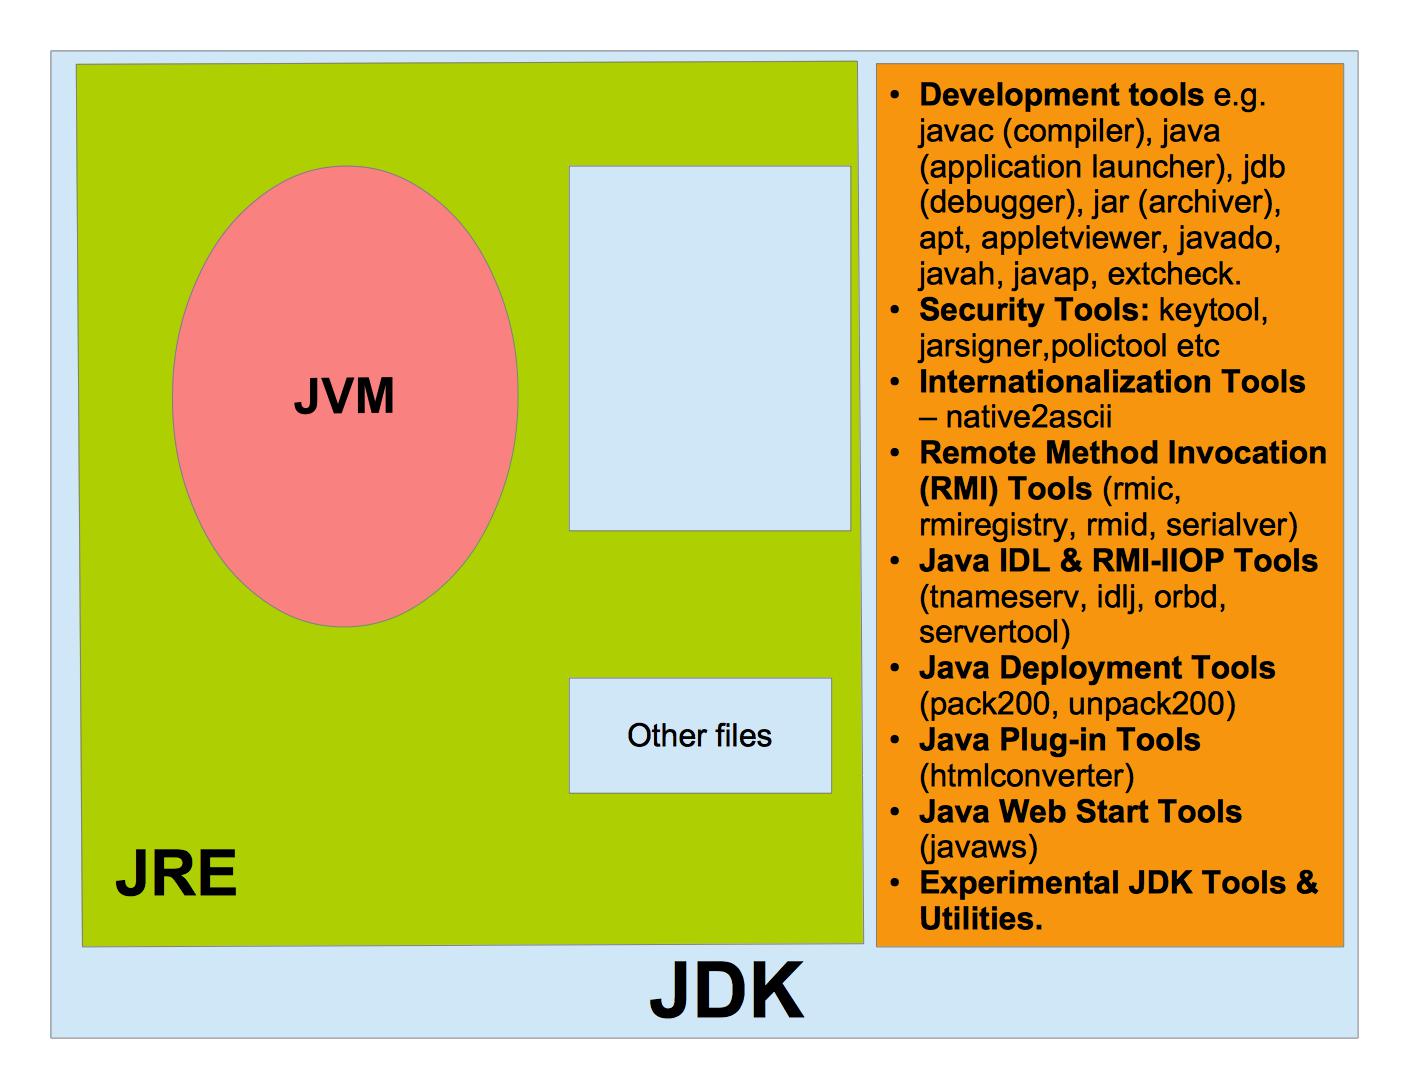 • Development tools e.g.
javac (compiler), java
(application launcher), jdb
(debugger), jar (archiver),
apt, appletviewer, javado,
javah, javap, extcheck.
• Security Tools: keytool,
jarsigner,polictool etc
• Internationalization Tools
– native2ascii
• Remote Method Invocation
(RMI) Tools (rmic,
rmiregistry, rmid, serialver)
• Java IDL & RMI-IIOP Tools
(tnameserv, idlj, orbd,
servertool)
• Java Deployment Tools
(pack200, unpack200)
• Java Plug-in Tools
(htmlconverter)
• Java Web Start Tools
(javaws)
• Experimental JDK Tools &
Utilities.
JVM
Other files
JRE
JDK